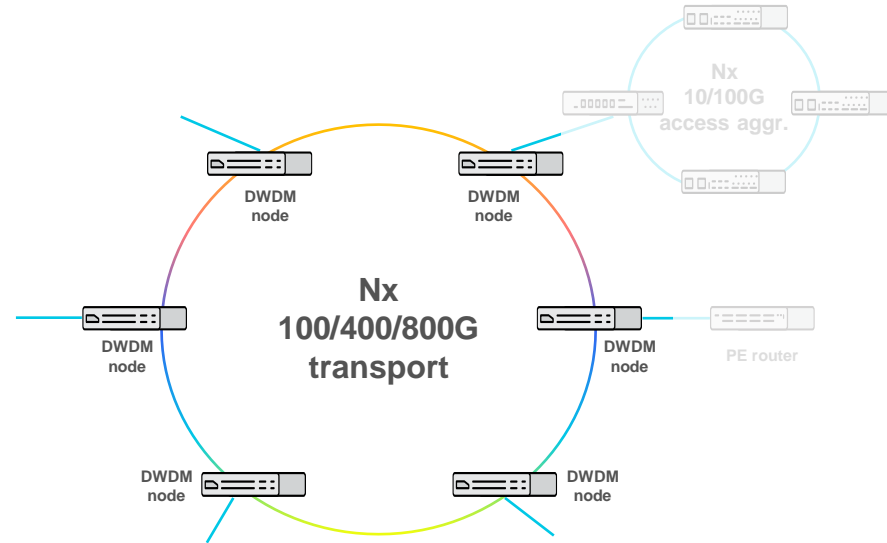 Nx
10/100G
access aggr.
DWDM
node
DWDM
node
Nx
100/400/800G
transport
DWDM
node
DWDM
node
PE router
DWDM
node
DWDM
node